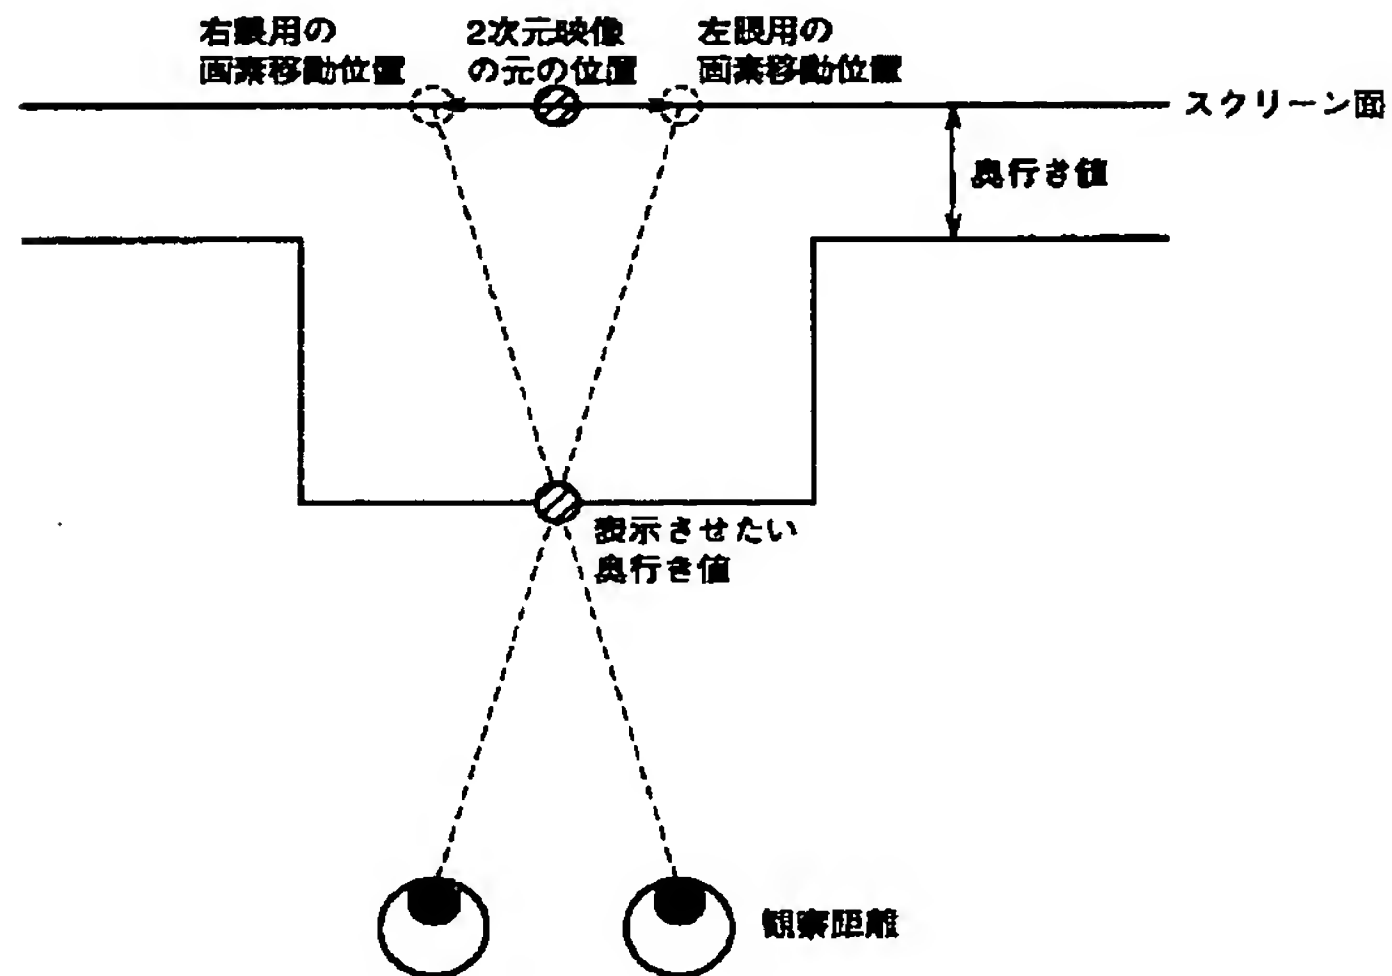 右眼用の
画素移動位置
2次元映像
の元の位置
左眼用の
画素移動位置
スクリーン面
奥行き値
表示させたい
奥行き値
観察距離